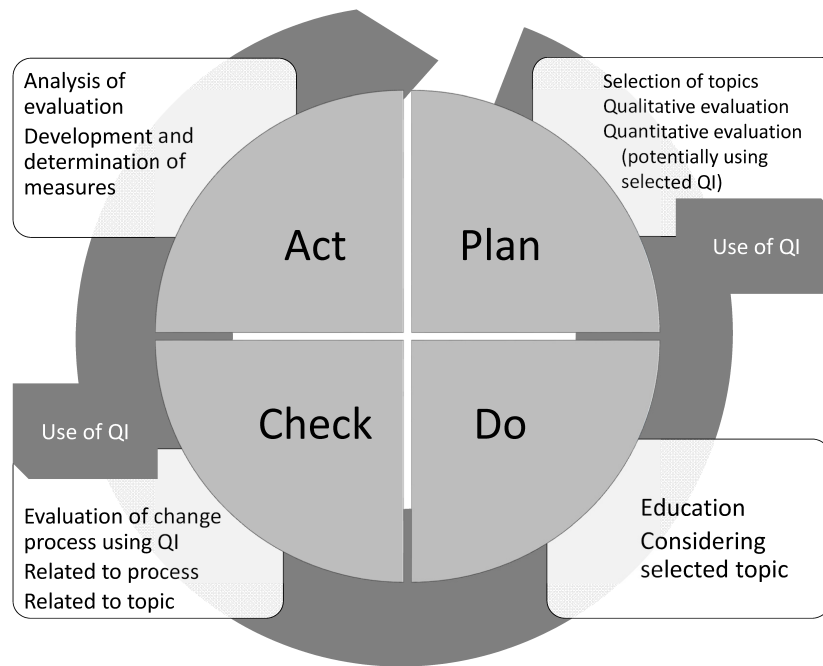 Analysis of
evaluation
Development and
determination of
measures
Selection of topics
Qualitative evaluation
Quantitative evaluation
(potentially using
selected QI)
Act
Plan
Use of QI
Use of QI
Check
Do
Evaluation of change
process using QI
Related to process
Related to topic
Education
Considering
selected topic